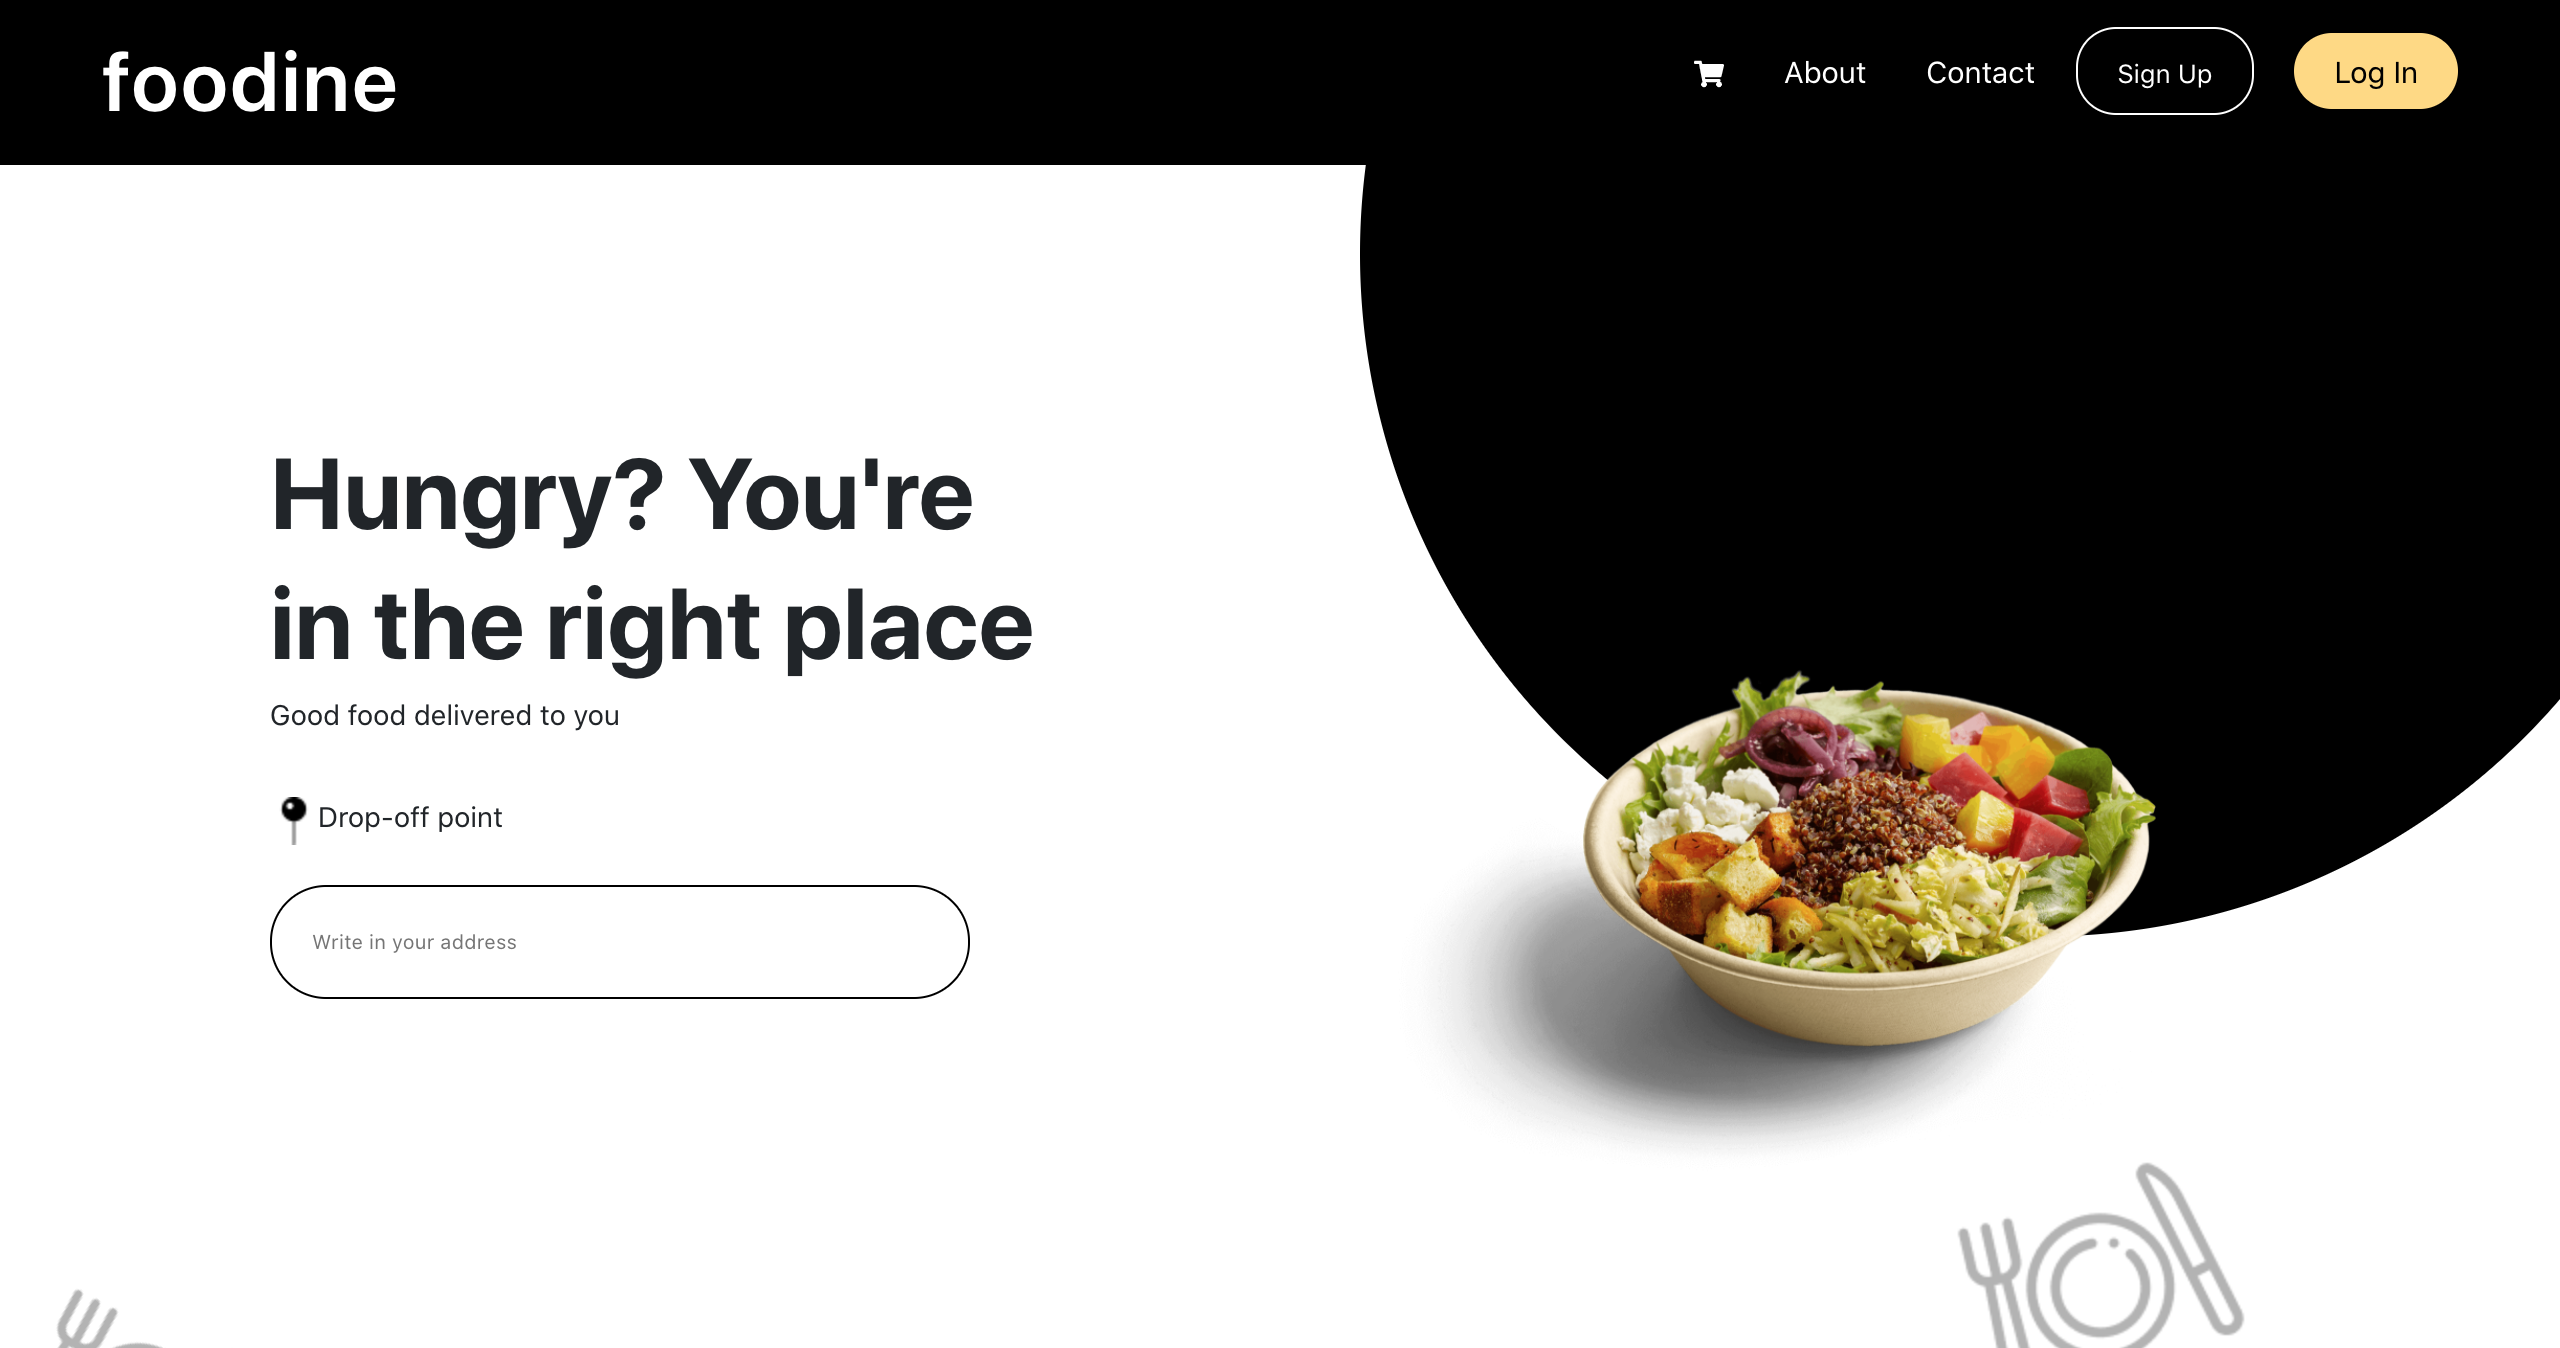 foodine
About
Contact
Sign Up
Log In
Hungry? You're
in the right place
Good food delivered to you
Drop-off point
Write in your address